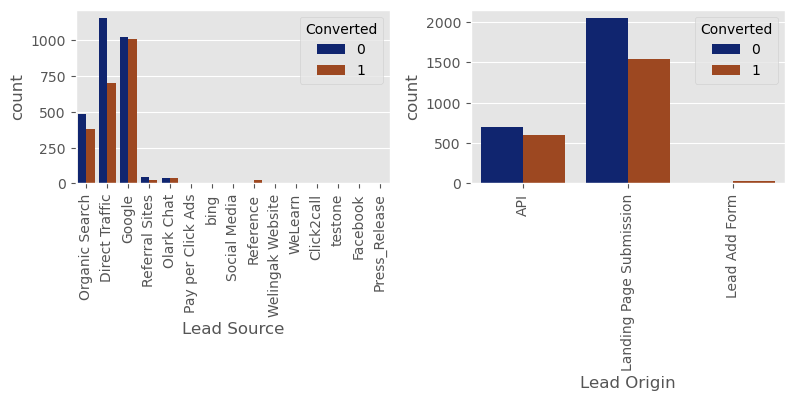 1000
750
500
250
0
count
Converted
0
1
Organic Search
Direct Traffic
Google
Referral Sites
Olark Chat
Pay per Click Ads
bing
Social Media
Reference
Welingak Website
WeLearn
Click2call
testone
Facebook
Press_Release
Lead Source
2000
1500
1000
500
0
count
Converted
0
1
API
Landing Page Submission
Lead Add Form
Lead Origin